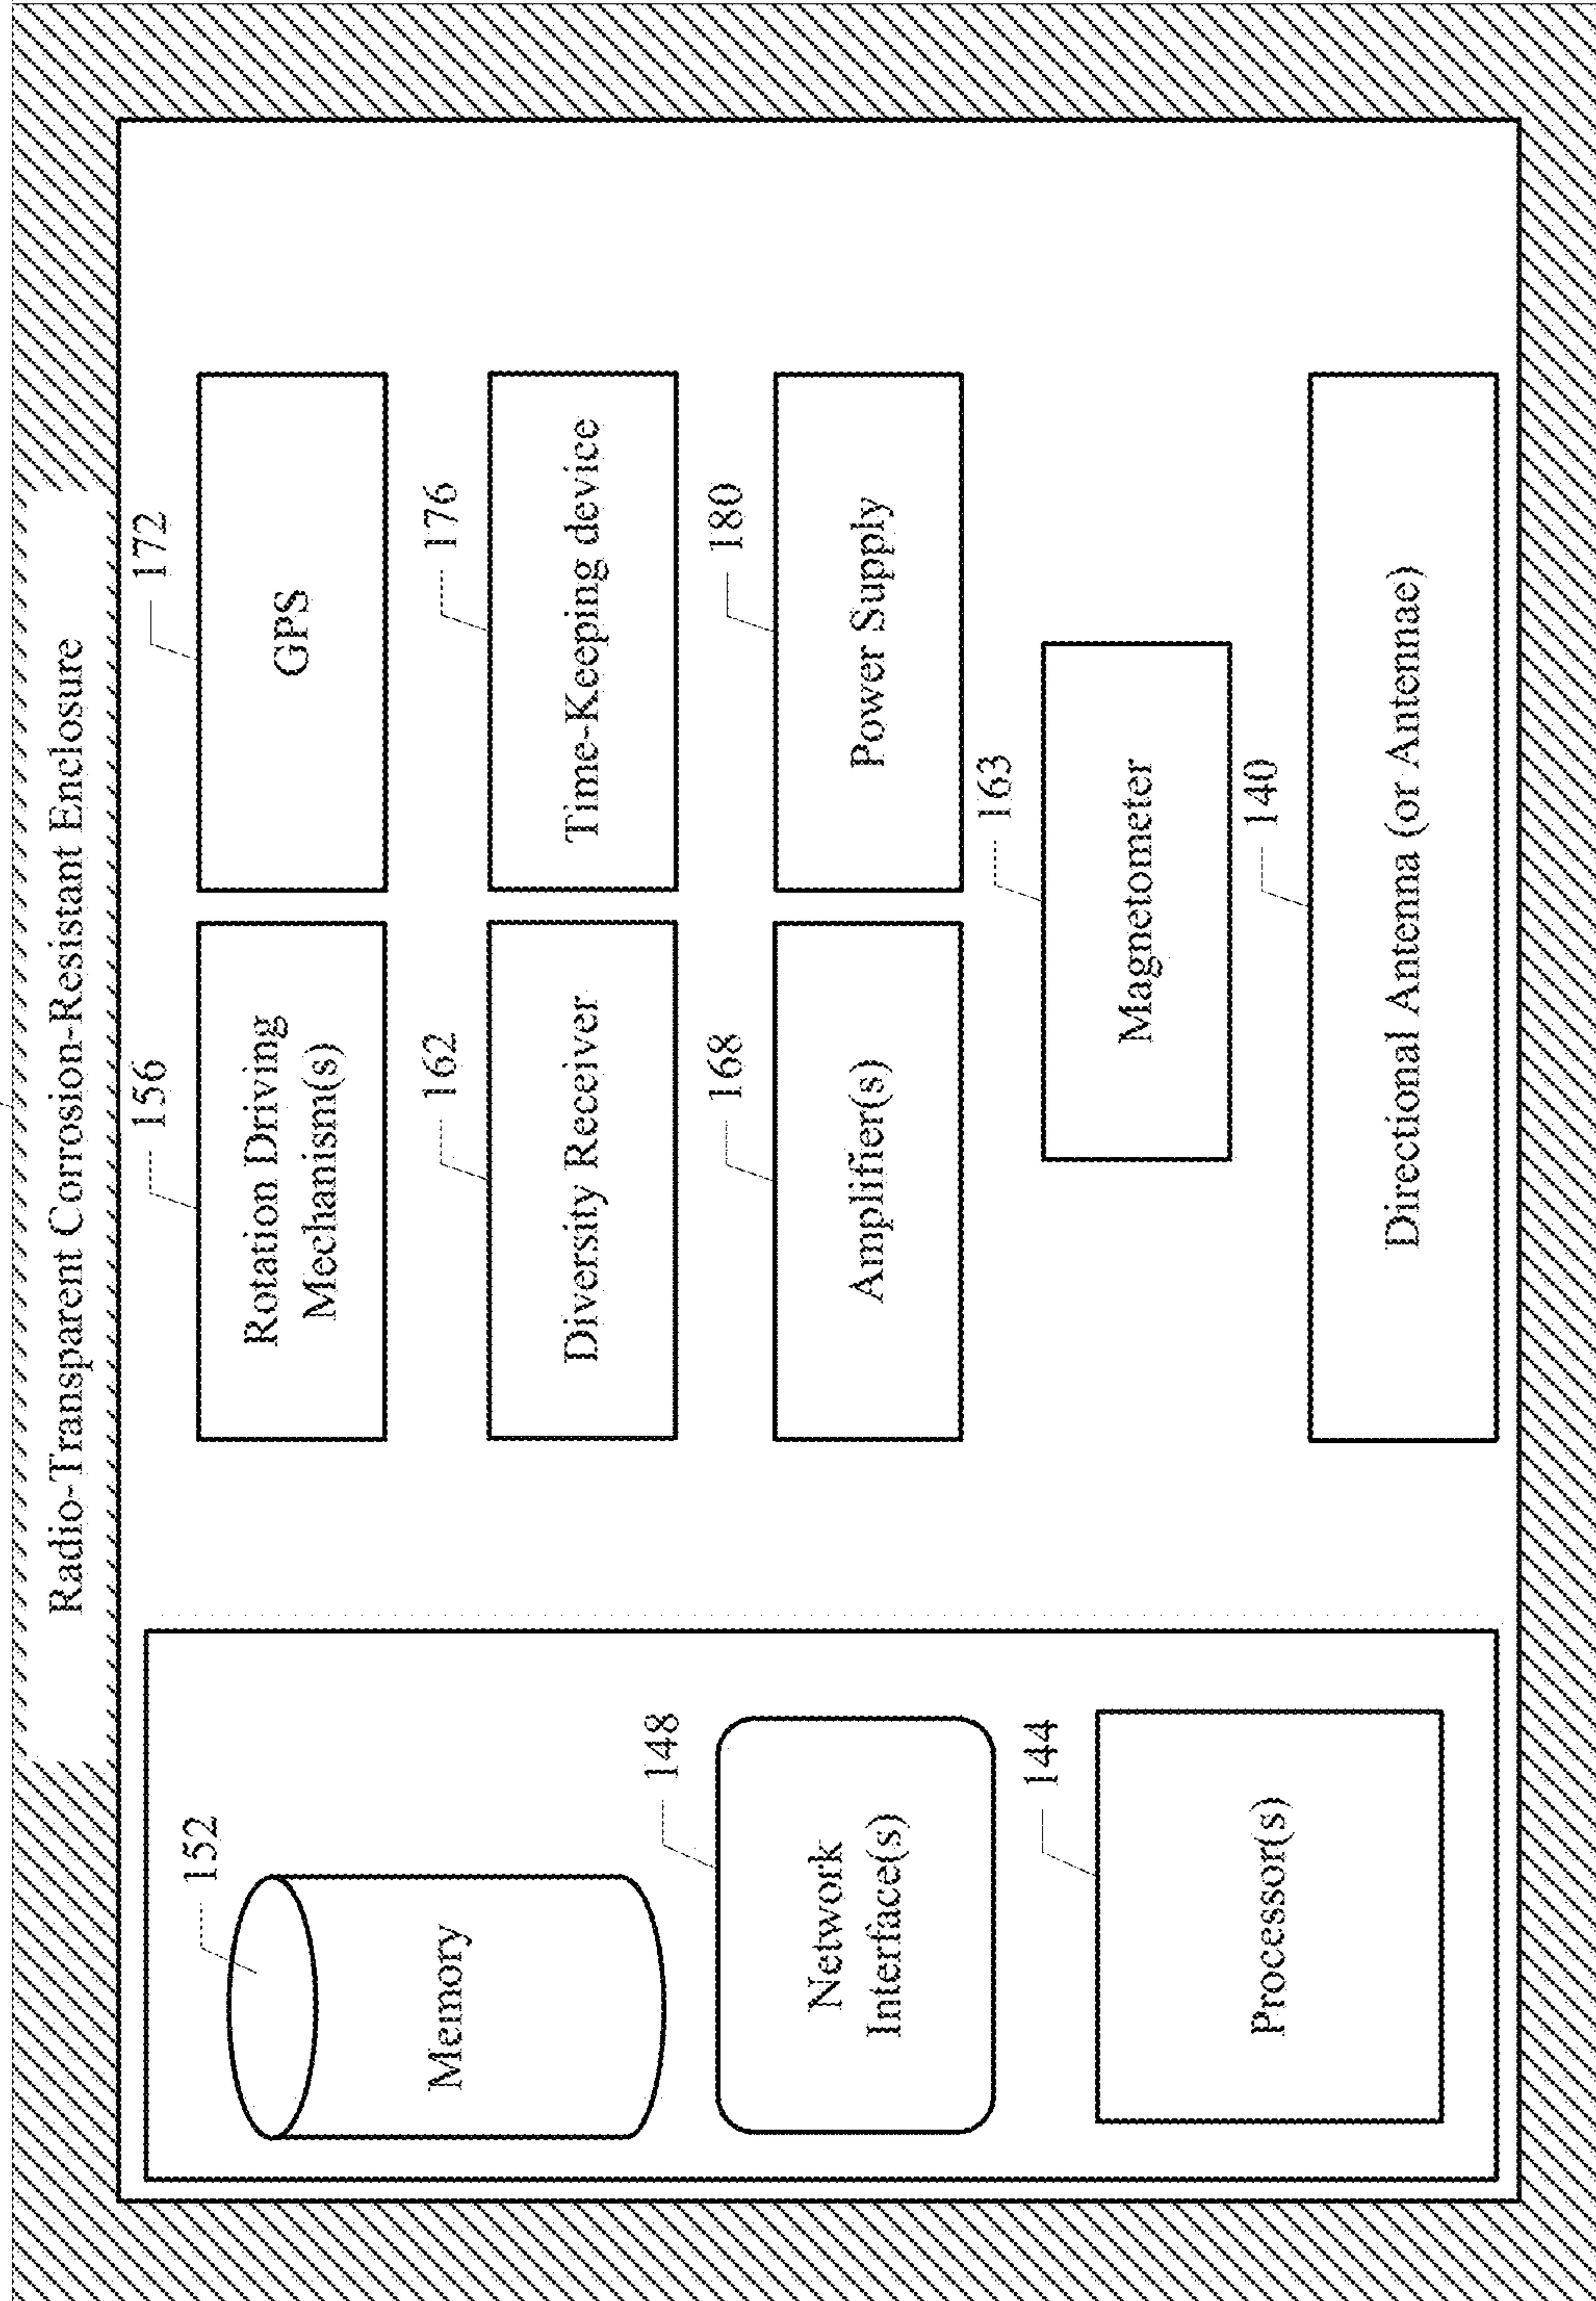 Radio-Transparent Corrosion-Resistant Enclosure
152
Memory
148
Network
Interface(s)
144
Processor(s)
156
Rotation Driving
Mechanism(s)
172
GPS
162
Diversity Receiver
176
Time-Keeping device
168
Amplifier(s)
180
Power Supply
163
Magnetometer
140
Directional Antenna (or Antennae)